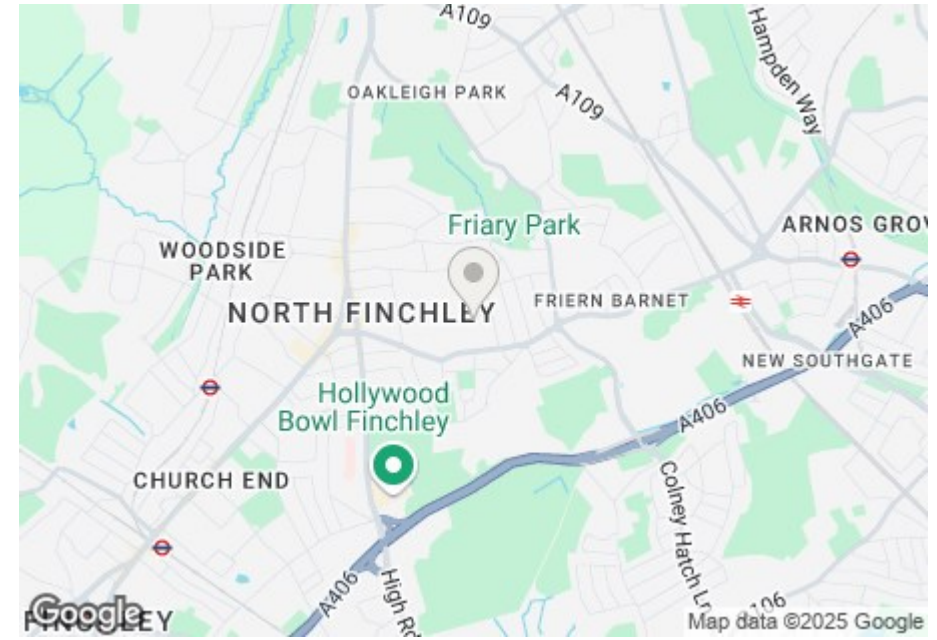 A109
Hampden Way
OAKLEIGH PARK
A109
Friary Park
ARNOS GROV
WOODSIDE
PARK
NORTH FINCHLEY
FRIERN BARNET
A406
NEW SOUTHGATE
Hollywood
Bowl Finchley
A406
CHURCH END
Colney Hatch Ln
A406
High Rd
Google
Map data ©2025 Google